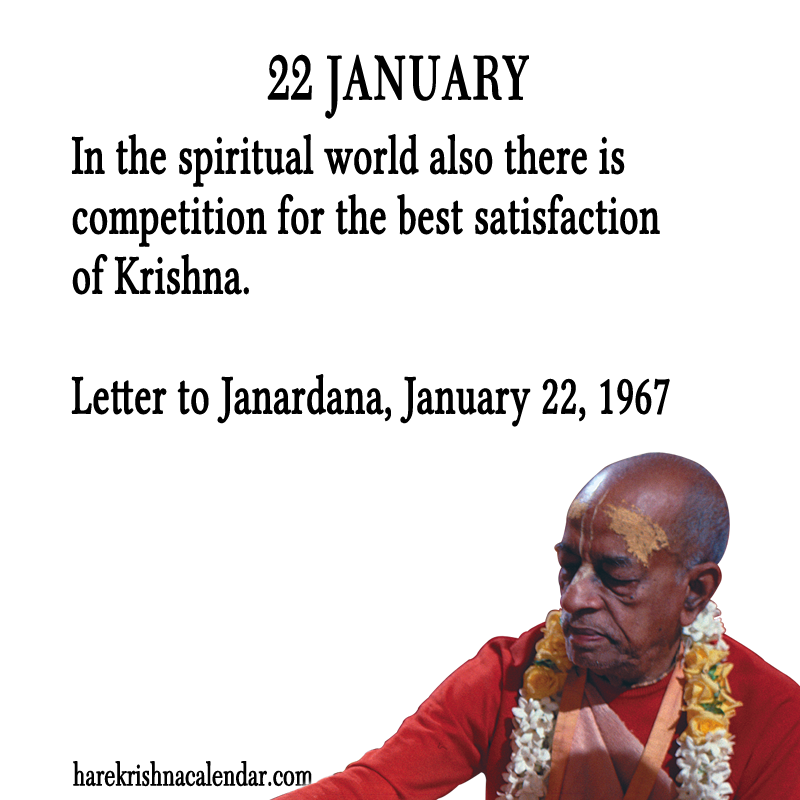 22 JANUARY
In the spiritual world also there is
competition for the best satisfaction
of Krishna.
Letter to Janardana, January 22, 1967
harekrishnacalendar.com